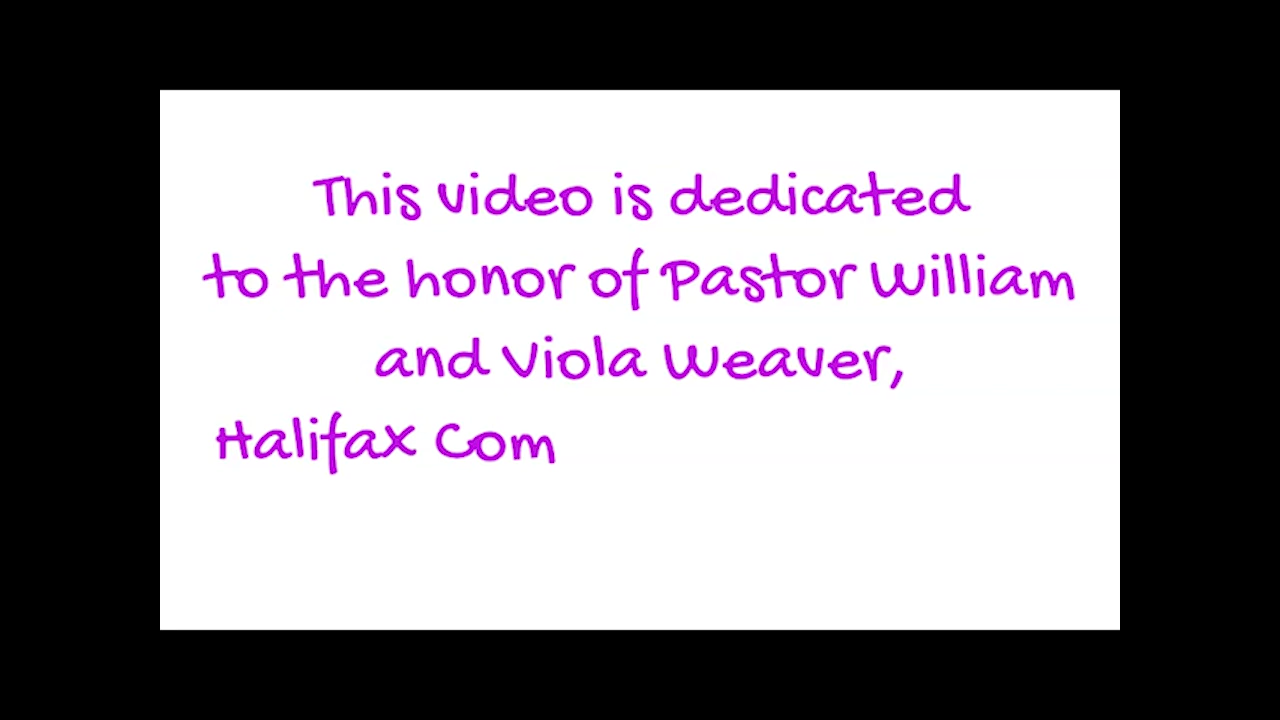 This video is dedicated
to the honor of Pastor William
and Viola Weaver,
Halifax Com